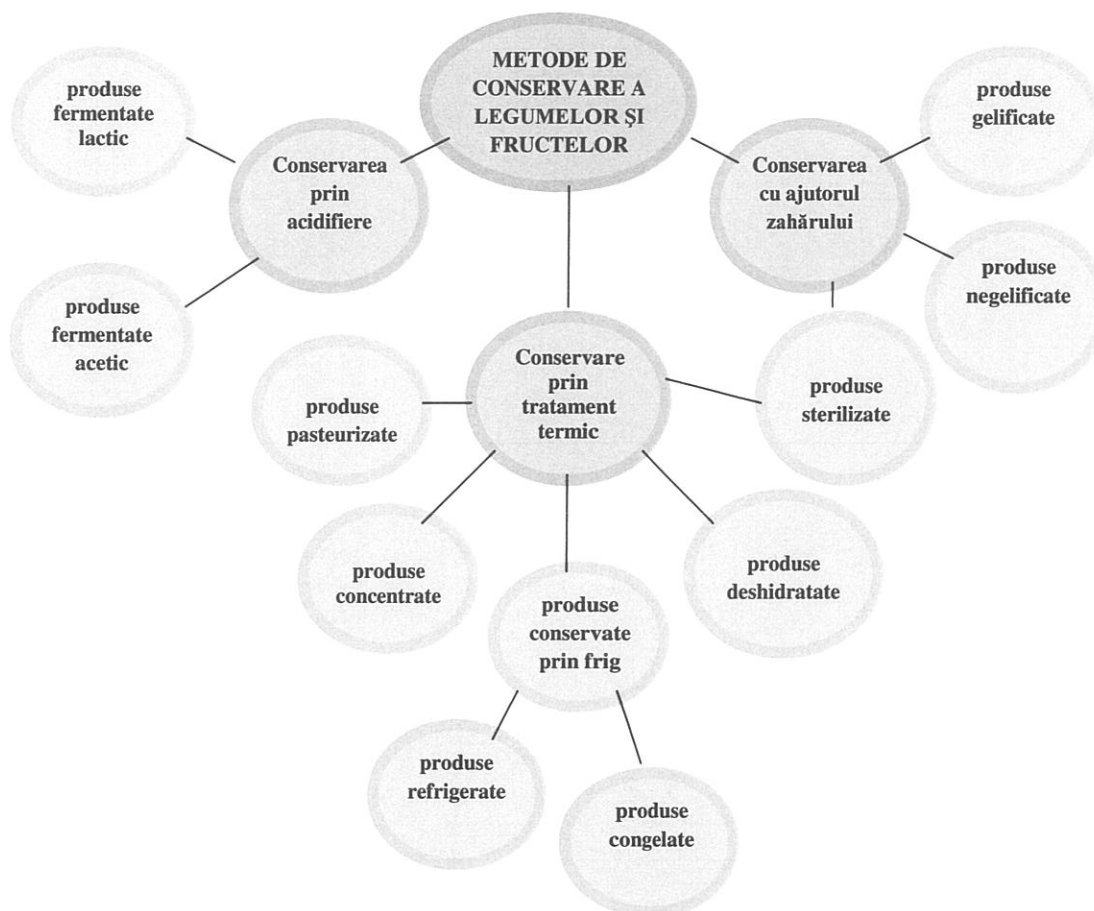 METODE DE
CONSERVARE A
LEGUMELOR ŞI
FRUCTELOR
produse
fermentate
lactic
Conservarea
prin
acidifiere
produse
fermentate
acetic
Conservarea
cu ajutorul
zahărului
produse
gelificate
produse
negelificate
Conservare
prin
tratament
termic
produse
pasteurizate
produse
sterilizate
produse
concentrate
produse
conservate
prin frig
produse
deshidratate
produse
refrigerate
produse
congelate